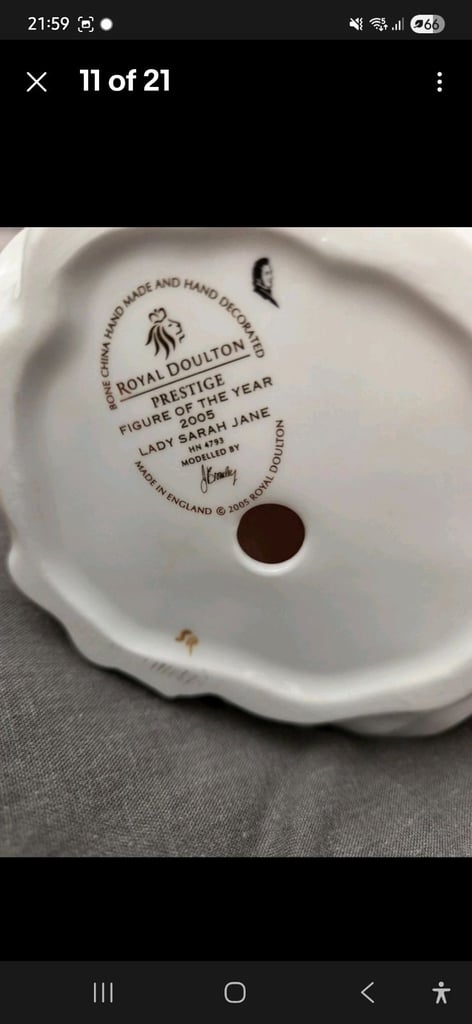 21:59
66
11 of 21
BONE CHINA HAND MADE AND HAND DECORATED
ROYAL DOULTON
PRESTIGE
FIGURE OF THE YEAR
2005
LADY SARAH JANE
HN 4793
MODELLED BY
MADE IN ENGLAND © 2005 ROYAL DOULTON